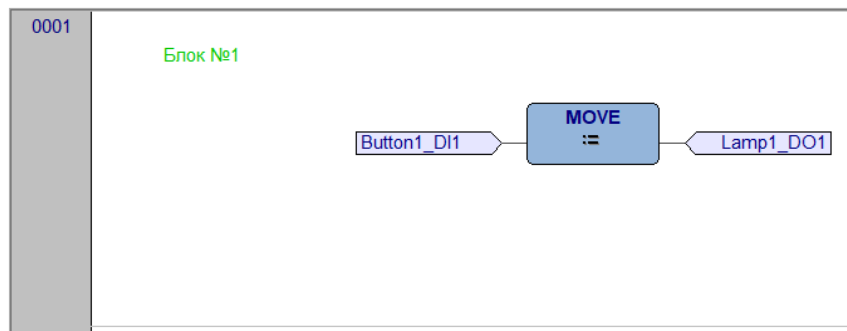 0001
Блок №1
MOVE
:=
Button1_DI1
Lamp1_DO1